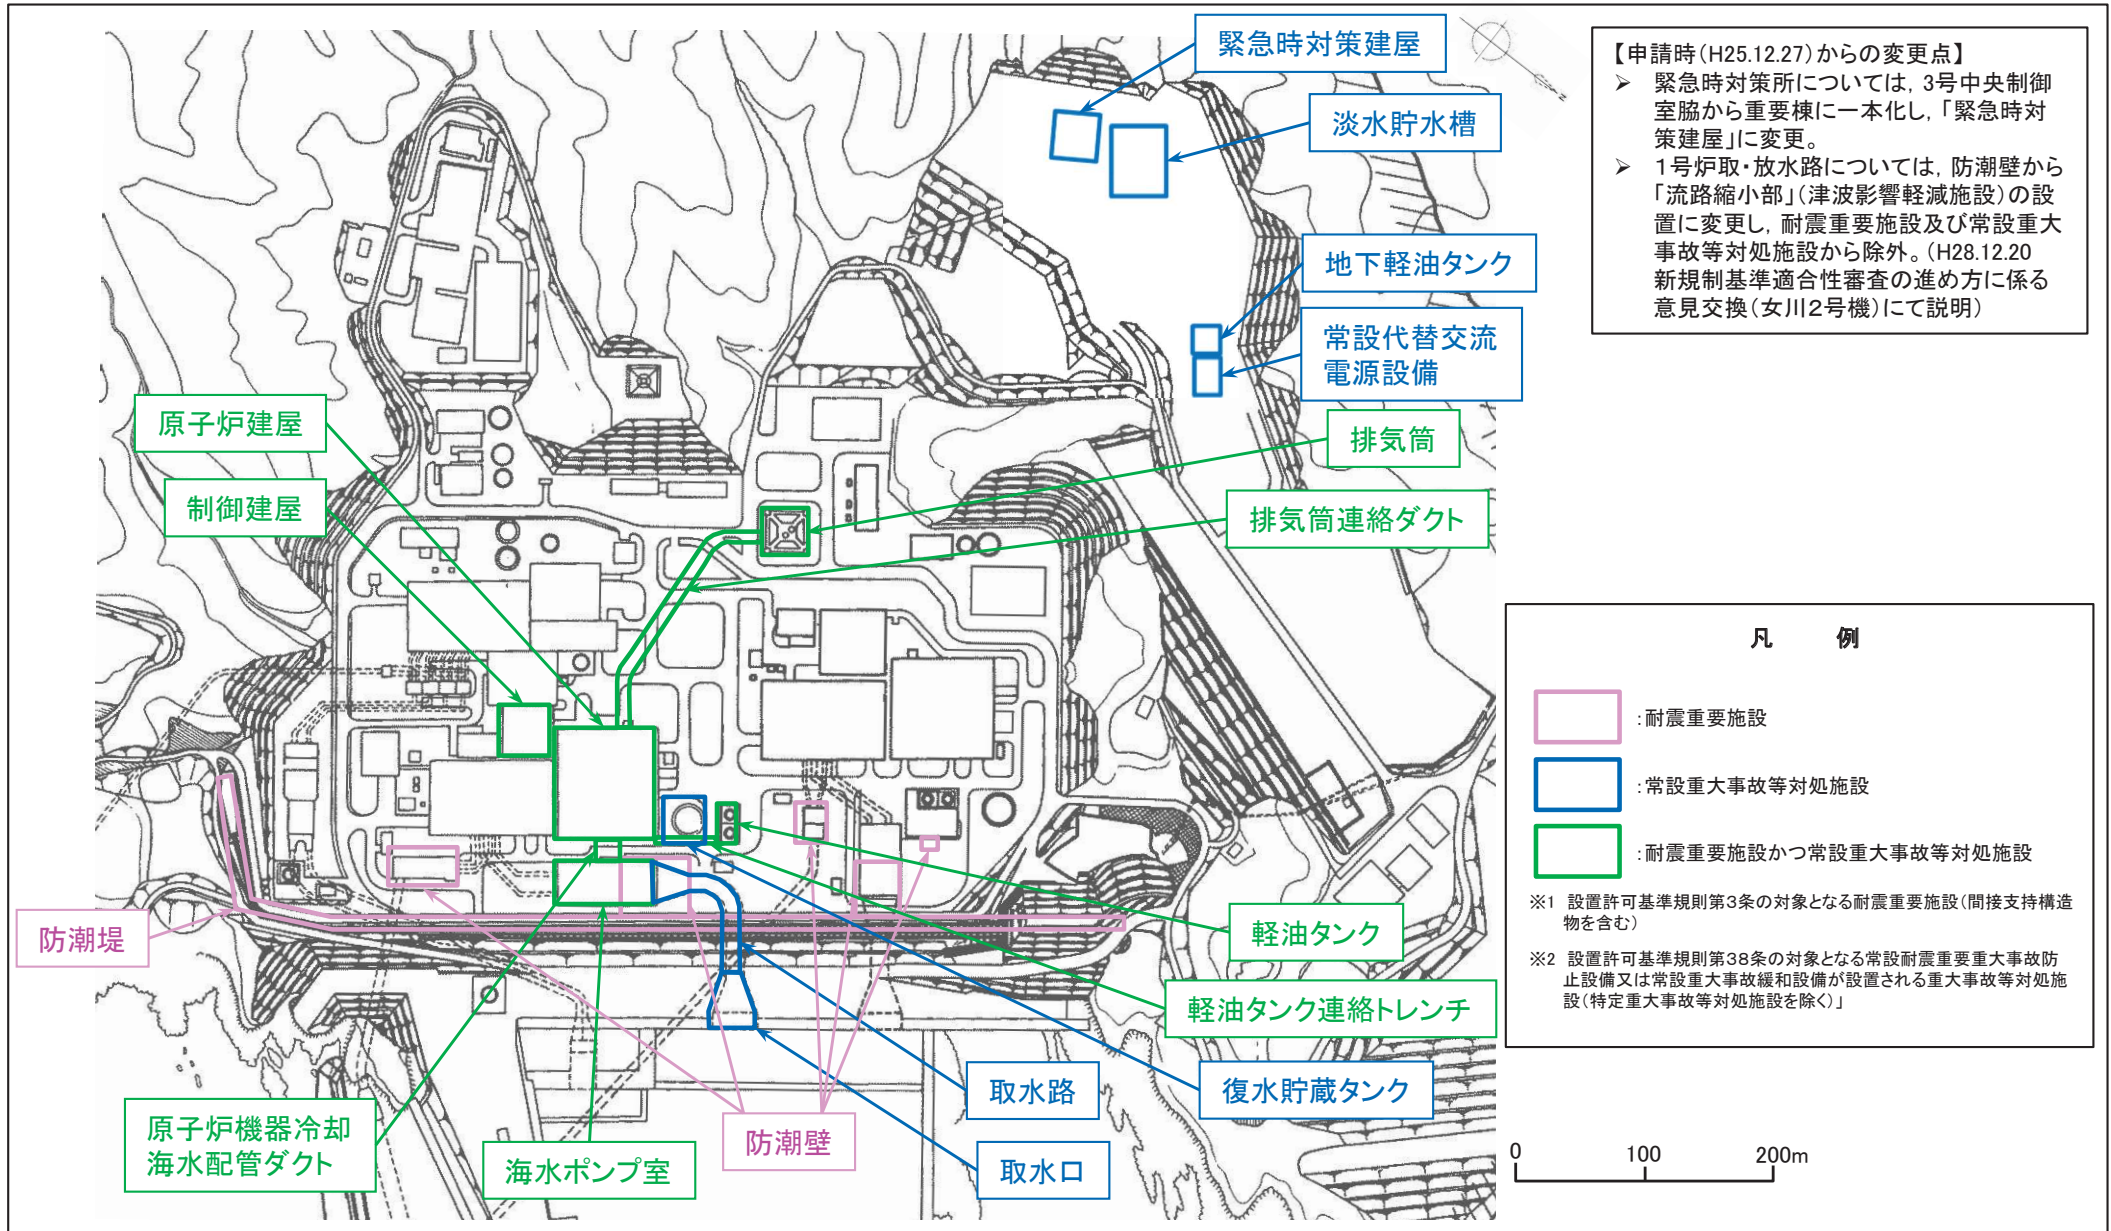 緊急時対策建屋
淡水貯水槽
地下軽油タンク
常設代替交流
電源設備
排気筒
排気筒連絡ダクト
原子炉建屋
制御建屋
防潮堤
原子炉機器冷却
海水配管ダクト
海水ポンプ室
防潮壁
取水路
取水口
軽油タンク
軽油タンク連絡トレンチ
復水貯蔵タンク
【申請時(H25.12.27)からの変更点】
➢ 緊急時対策所については, 3号中央制御
室脇から重要棟に一本化し,「緊急時対
策建屋」に変更。
➢ 1号炉取・放水路については, 防潮壁から
「流路縮小部」(津波影響軽減施設)の設
置に変更し, 耐震重要施設及び常設重大
事故等対処施設から除外。(H28.12.20
新規制基準適合性審査の進め方に係る
意見交換(女川2号機)にて説明)
凡 例
:耐震重要施設
:常設重大事故等対処施設
:耐震重要施設かつ常設重大事故等対処施設
※1 設置許可基準規則第3条の対象となる耐震重要施設(間接支持構造
物を含む)
※2 設置許可基準規則第38条の対象となる常設耐震重要重大事故防
止設備又は常設重大事故緩和設備が設置される重大事故等対処施
設(特定重大事故等対処施設を除く)」
0 100 200m